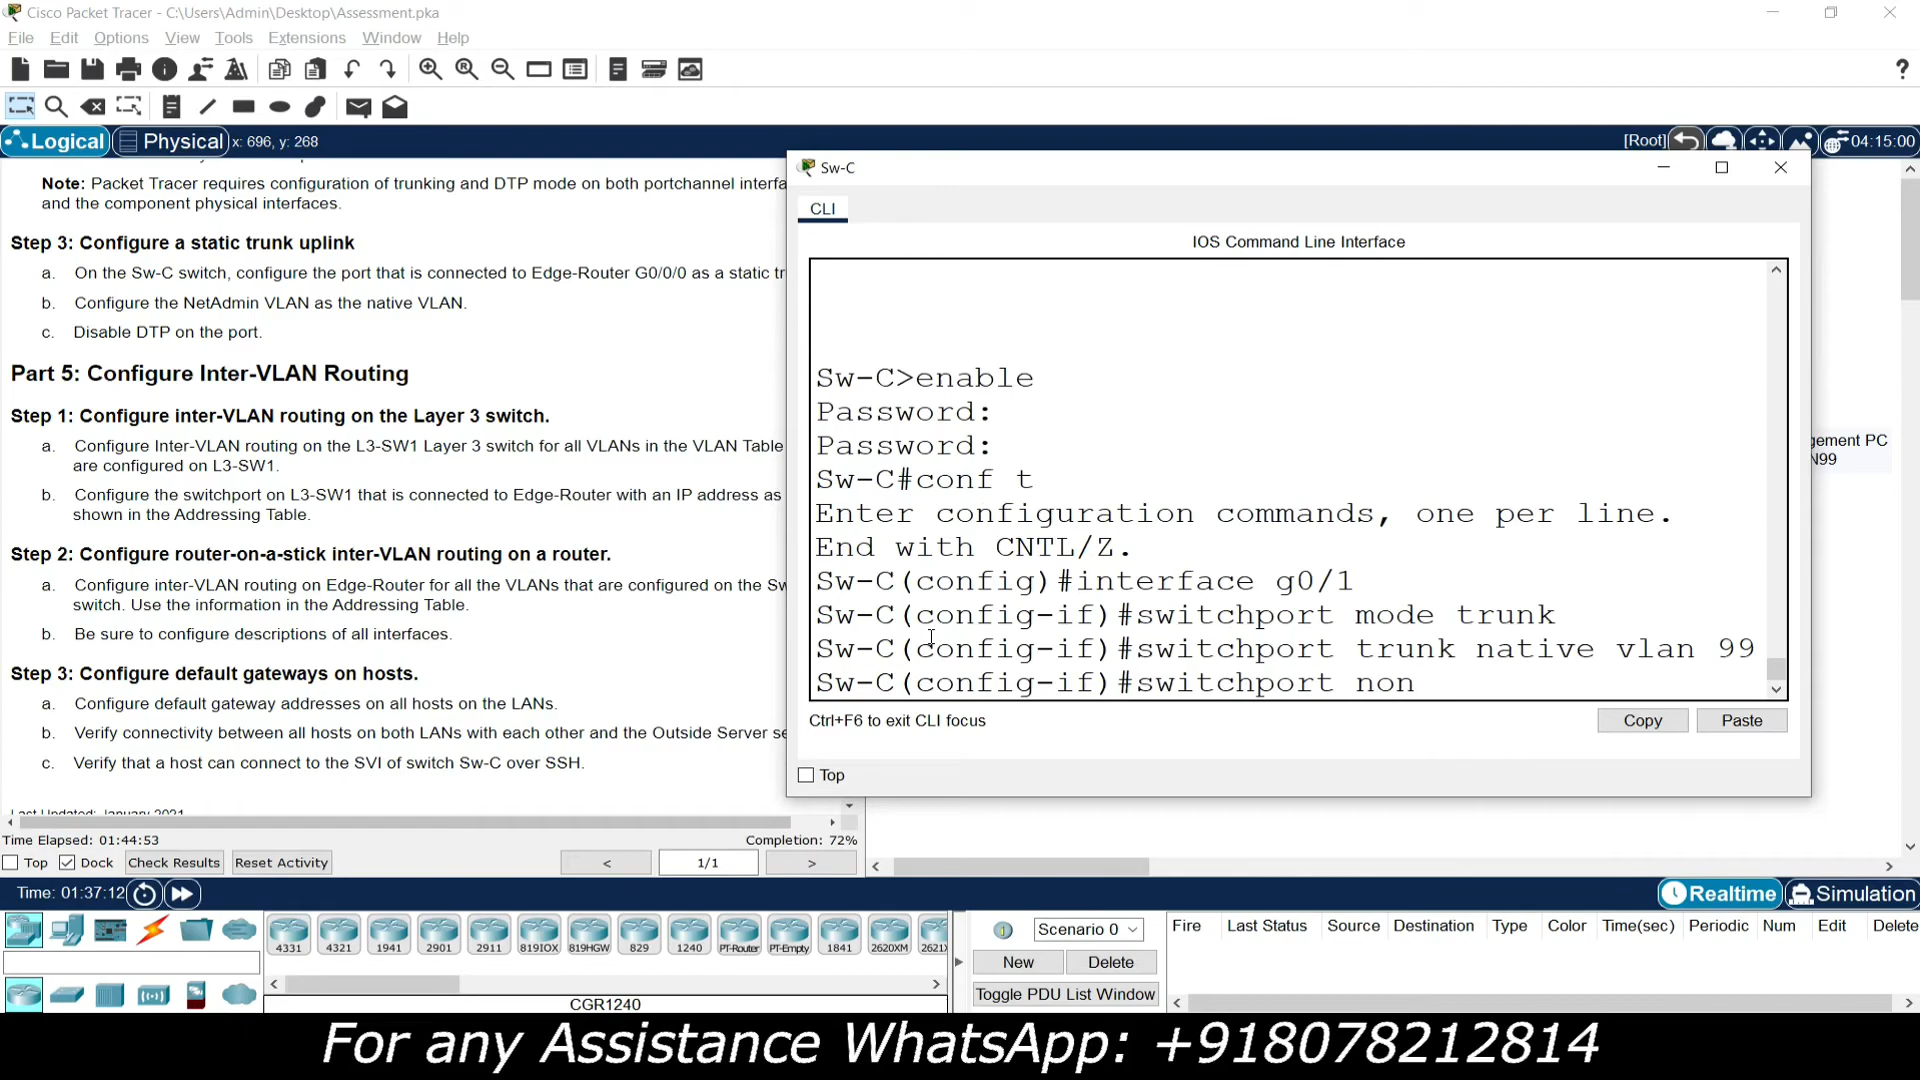 Cisco Packet Tracer - C:\Users\Admin\Desktop\Assessment.pka
File Edit Options View Tools Extensions Window Help
Logical Physical x: 696, y: 268
[Root] 04:15:00
Note: Packet Tracer requires configuration of trunking and DTP mode on both portchannel interfa
and the component physical interfaces.
Step 3: Configure a static trunk uplink
a. On the Sw-C switch, configure the port that is connected to Edge-Router G0/0/0 as a static tr
b. Configure the NetAdmin VLAN as the native VLAN.
c. Disable DTP on the port.
Part 5: Configure Inter-VLAN Routing
Step 1: Configure inter-VLAN routing on the Layer 3 switch.
a. Configure Inter-VLAN routing on the L3-SW1 Layer 3 switch for all VLANs in the VLAN Table
are configured on L3-SW1.
b. Configure the switchport on L3-SW1 that is connected to Edge-Router with an IP address as
shown in the Addressing Table.
Step 2: Configure router-on-a-stick inter-VLAN routing on a router.
a. Configure inter-VLAN routing on Edge-Router for all the VLANs that are configured on the Sw
switch. Use the information in the Addressing Table.
b. Be sure to configure descriptions of all interfaces.
Step 3: Configure default gateways on hosts.
a. Configure default gateway addresses on all hosts on the LANs.
b. Verify connectivity between all hosts on both LANs with each other and the Outside Server se
c. Verify that a host can connect to the SVI of switch Sw-C over SSH.
Last Updated: January 2021
Time Elapsed: 01:44:53 Completion: 72%
Top Dock Check Results Reset Activity < 1/1 >
Sw-C
CLI
IOS Command Line Interface
Sw-C>enable
Password:
Password:
Sw-C#conf t
Enter configuration commands, one per line.
End with CNTL/Z.
Sw-C(config)#interface g0/1
Sw-C(config-if)#switchport mode trunk
Sw-C(config-if)#switchport trunk native vlan 99
Sw-C(config-if)#switchport non
Ctrl+F6 to exit CLI focus
Copy Paste
Top
gement PC
N99
Time: 01:37:12
Realtime Simulation
4331 4321 1941 2901 2911 819IOX 819HGW 829 1240 PT-Router PT-Empty 1841 2620XM 2621X
CGR1240
Scenario 0
New Delete
Toggle PDU List Window
Fire Last Status Source Destination Type Color Time(sec) Periodic Num Edit Delete
For any Assistance WhatsApp: +918078212814